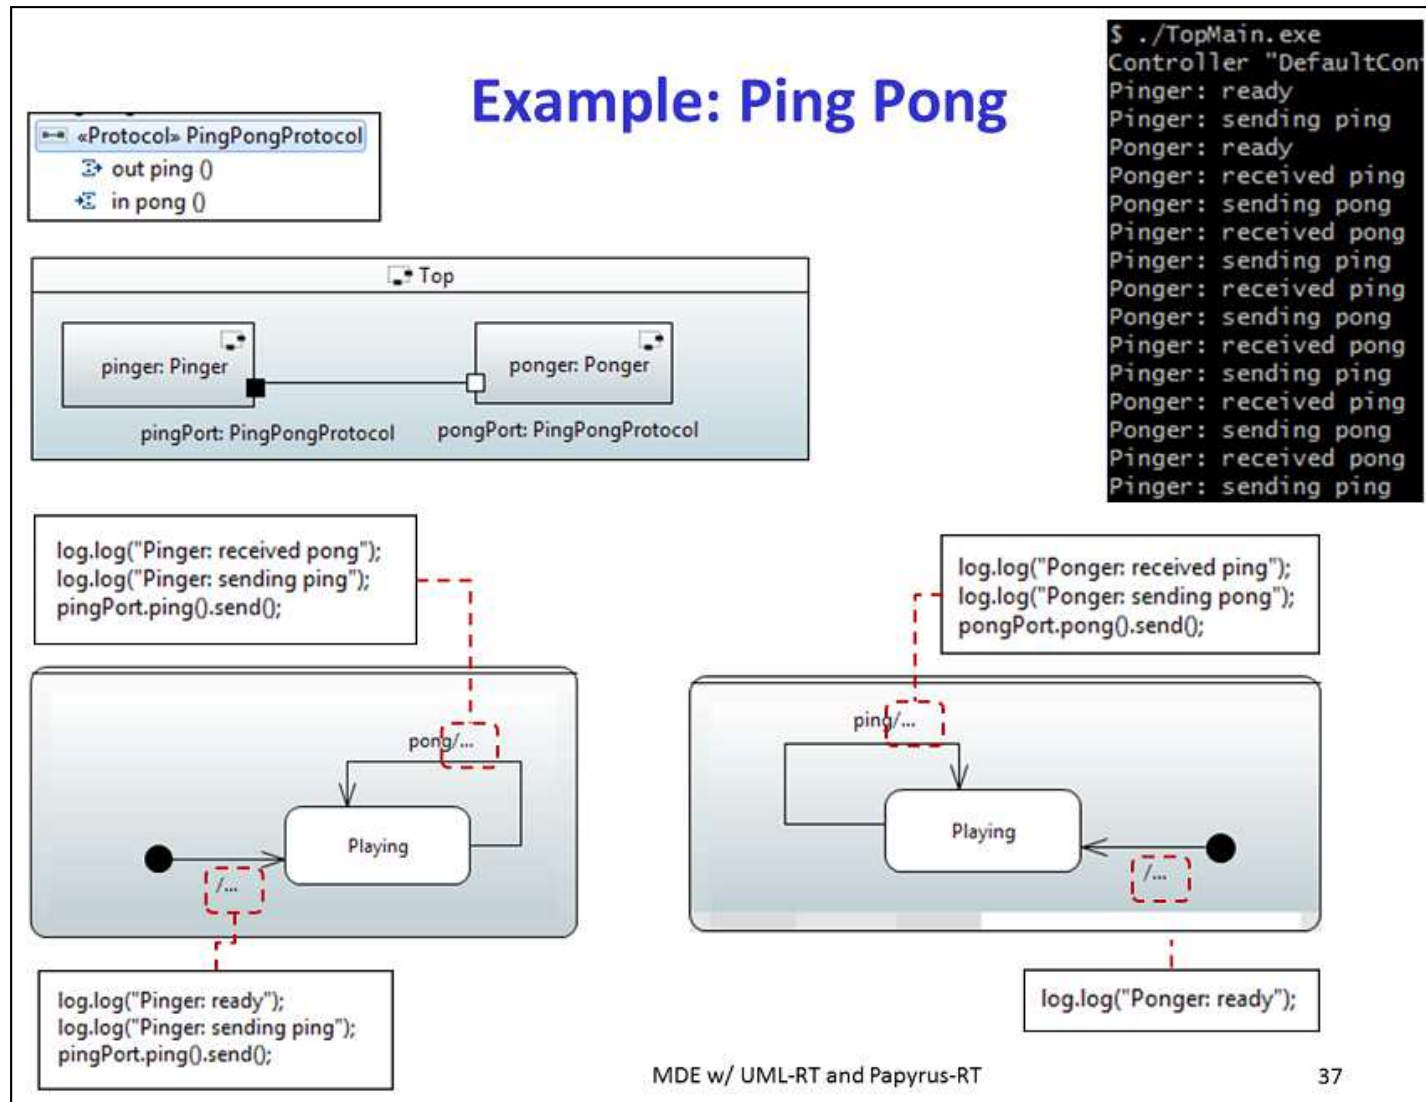 Example: Ping Pong
«Protocol» PingPongProtocol
out ping ()
in pong ()
$ ./TopMain.exe
Controller "DefaultCon
Pinger: ready
Pinger: sending ping
Ponger: ready
Ponger: received ping
Ponger: sending pong
Pinger: received pong
Pinger: sending ping
Ponger: received ping
Ponger: sending pong
Pinger: received pong
Pinger: sending ping
Ponger: received ping
Ponger: sending pong
Pinger: received pong
Pinger: sending ping
Top
pinger: Pinger
ponger: Ponger
pingPort: PingPongProtocol
pongPort: PingPongProtocol
log.log("Pinger: received pong");
log.log("Pinger: sending ping");
pingPort.ping().send();
pong/...
Playing
/...
log.log("Pinger: ready");
log.log("Pinger: sending ping");
pingPort.ping().send();
log.log("Ponger: received ping");
log.log("Ponger: sending pong");
pongPort.pong().send();
ping/...
Playing
/...
log.log("Ponger: ready");
MDE w/ UML-RT and Papyrus-RT
37